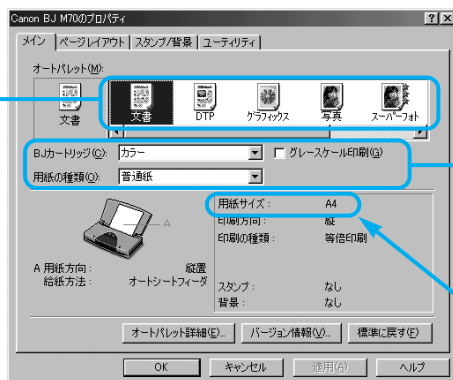 Canon BJ M70のプロパティ
メイン ページレイアウト スタンプ/背景 ユーティリティ
オートパレット(M):
文書
文書 DTP グラフィックス 写真 スーパーフォト
BJカートリッジ(C): カラー グレースケール印刷(G)
用紙の種類(O): 普通紙
A
用紙サイズ: A4
印刷方向: 縦
印刷の種類: 等倍印刷
A 用紙方向: 縦置
給紙方法: オートシートフィーダ
スタンプ: なし
背景: なし
オートパレット詳細(E)... バージョン情報(V)... 標準に戻す(F)
OK キャンセル 適用(A) ヘルプ